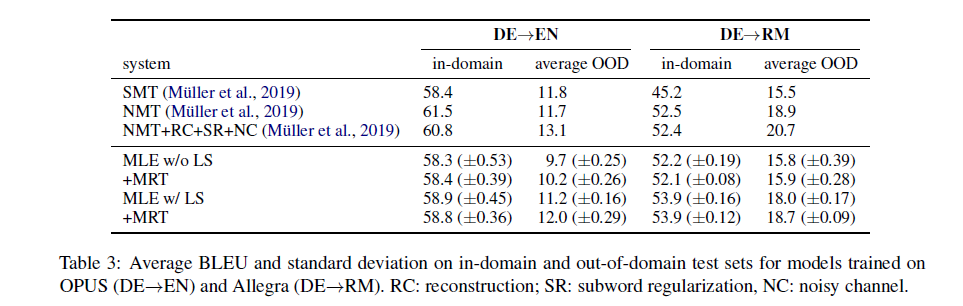 DE→EN DE→RM
system in-domain average OOD in-domain average OOD
SMT (Müller et al., 2019) 58.4 11.8 45.2 15.5
NMT (Müller et al., 2019) 61.5 11.7 52.5 18.9
NMT+RC+SR+NC (Müller et al., 2019) 60.8 13.1 52.4 20.7
MLE w/o LS 58.3 (±0.53) 9.7 (±0.25) 52.2 (±0.19) 15.8 (±0.39)
+MRT 58.4 (±0.39) 10.2 (±0.26) 52.1 (±0.08) 15.9 (±0.28)
MLE w/ LS 58.9 (±0.45) 11.2 (±0.16) 53.9 (±0.16) 18.0 (±0.17)
+MRT 58.8 (±0.36) 12.0 (±0.29) 53.9 (±0.12) 18.7 (±0.09)
Table 3: Average BLEU and standard deviation on in-domain and out-of-domain test sets for models trained on
OPUS (DE→EN) and Allegra (DE→RM). RC: reconstruction; SR: subword regularization, NC: noisy channel.